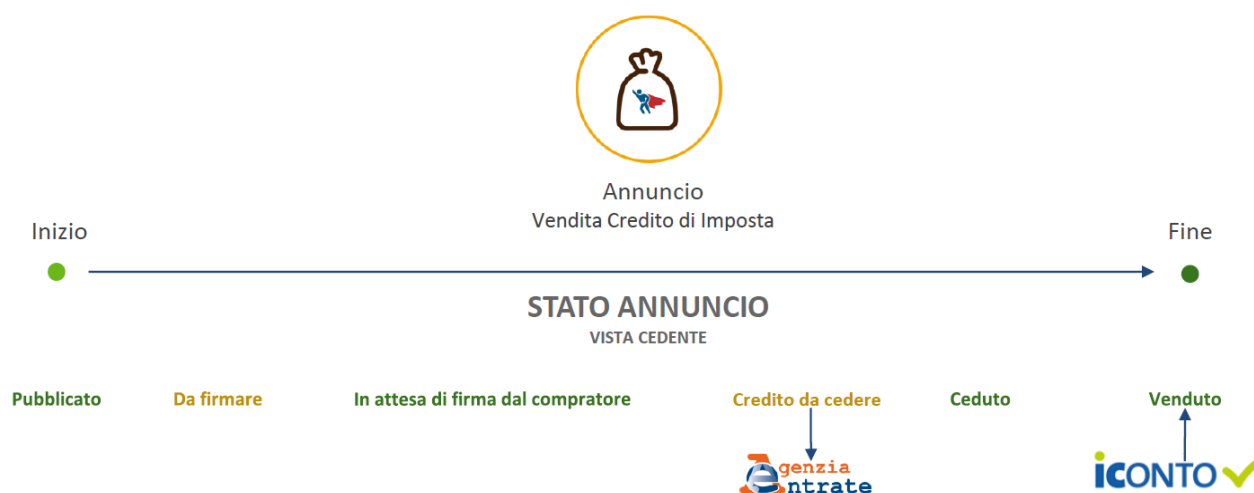 Annuncio
Vendita Credito di Imposta
Inizio
Fine
STATO ANNUNCIO
VISTA CEDENTE
Pubblicato
Da firmare
In attesa di firma dal compratore
Credito da cedere
Ceduto
Venduto
Agenzia
entrate
iCONTO